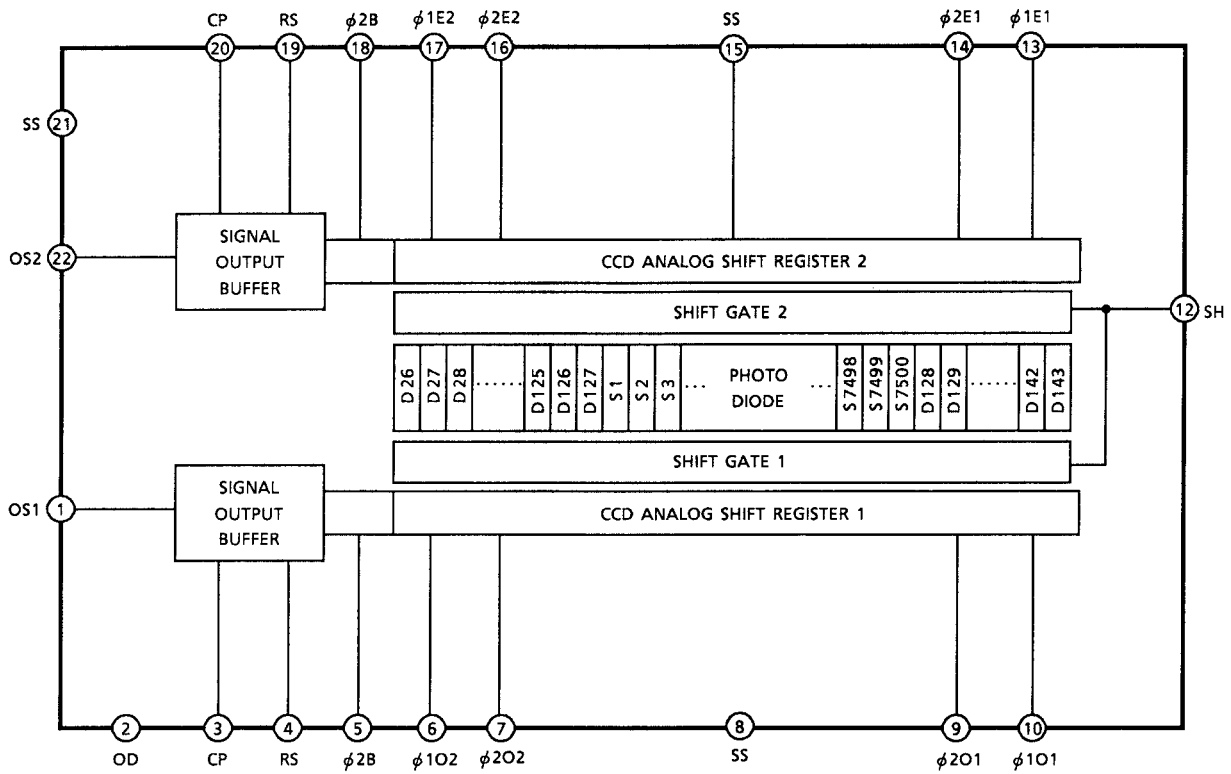 CP RS ϕ2B ϕ1E2 ϕ2E2 SS ϕ2E1 ϕ1E1
20 19 18 17 16 15 14 13
SS 21
SIGNAL
OUTPUT
BUFFER
OS2 22
CCD ANALOG SHIFT REGISTER 2
SHIFT GATE 2
12 SH
D26 D27 D28 ······· D125 D126 D127 S1 S2 S3 ··· PHOTO DIODE ··· S7498 S7499 S7500 D128 D129 ······· D142 D143
SHIFT GATE 1
SIGNAL
OUTPUT
BUFFER
OS1 1
CCD ANALOG SHIFT REGISTER 1
2 3 4 5 6 7 8 9 10
OD CP RS ϕ2B ϕ1O2 ϕ2O2 SS ϕ2O1 ϕ1O1